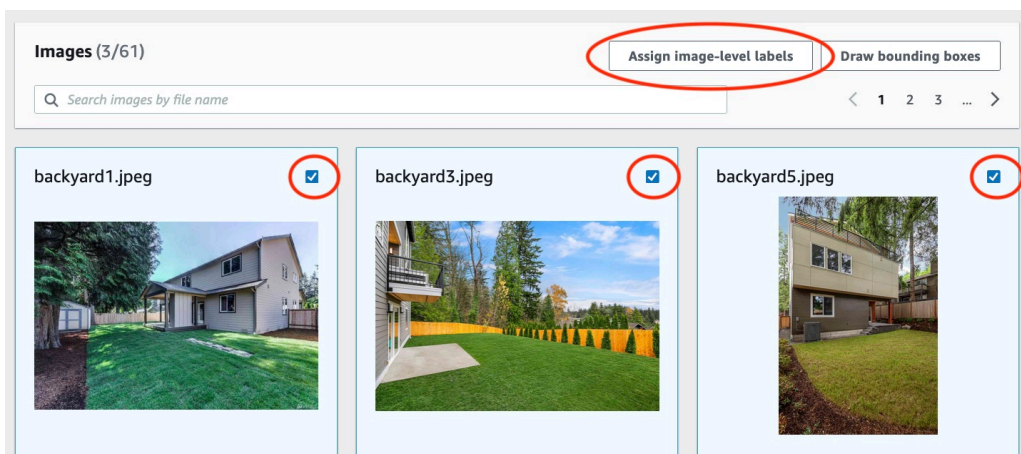 Images (3/61)
Assign image-level labels
Draw bounding boxes
Search images by file name
< 1 2 3 ... >
backyard1.jpeg
backyard3.jpeg
backyard5.jpeg